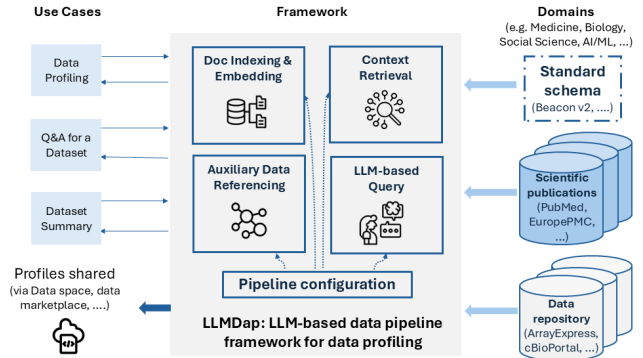 Use Cases
Framework
Domains
(e.g. Medicine, Biology,
Social Science, AI/ML, ...)
Data
Profiling
Q&A for a
Dataset
Dataset
Summary
Profiles shared
(via Data space, data
marketplace, ....)
Doc Indexing &
Embedding
Context
Retrieval
Auxiliary Data
Referencing
LLM-based
Query
Pipeline configuration
LLMDap: LLM-based data pipeline
framework for data profiling
Standard
schema
(Beacon v2, ....)
Scientific
publications
(PubMed,
EuropePMC,
...)
Data
repository
(ArrayExpress,
cBioPortal, ...)